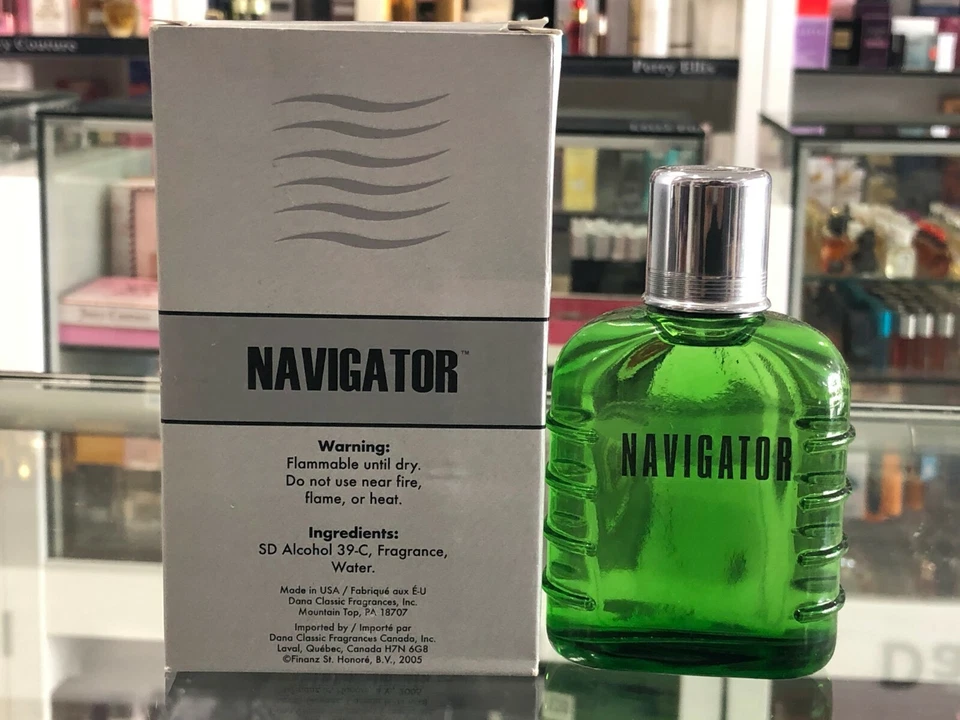 Couture
Perry Ellis
NAVIGATOR™
Warning:
Flammable until dry.
Do not use near fire,
flame, or heat.
Ingredients:
SD Alcohol 39-C, Fragrance,
Water.
Made in USA / Fabriqué aux É-U
Dana Classic Fragrances, Inc.
Mountain Top, PA 18707
Imported by / Importé par
Dana Classic Fragrances Canada, Inc.
Laval, Québec, Canada H7N 6G8
©Finanz St. Honoré, B.V., 2005
NAVIGATOR